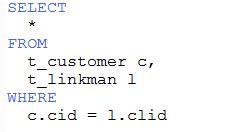 SELECT
*
FROM
t_customer c,
t_linkman l
WHERE
c.cid = l.clid